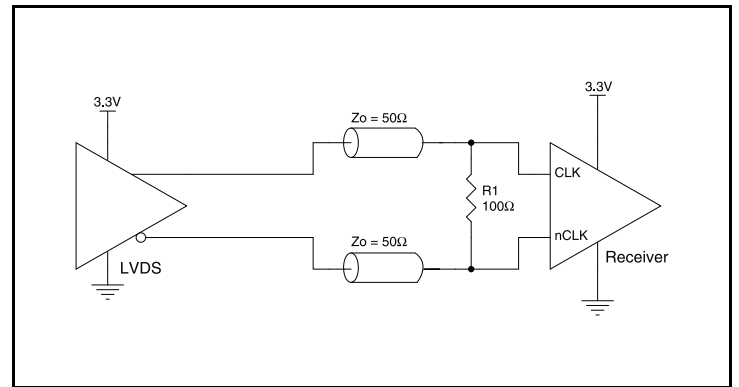 3.3V
3.3V
Zo = 50Ω
CLK
R1
100Ω
Zo = 50Ω
nCLK
LVDS
Receiver